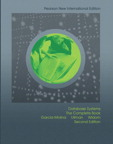 Pearson New International Edition
Database Systems
The Complete Book
Garcia-Molina Ullman Widom
Second Edition